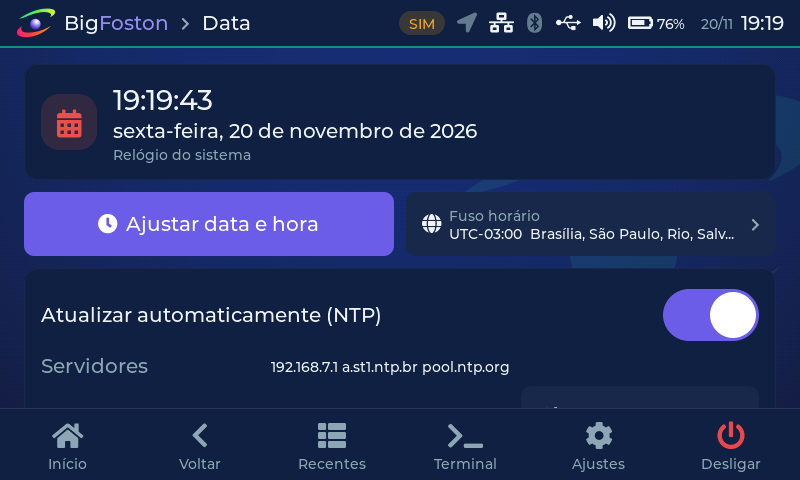 BigFoston > Data
SIM
76%
20/11 19:19
19:19:43
sexta-feira, 20 de novembro de 2026
Relógio do sistema
Ajustar data e hora
Fuso horário
UTC-03:00 Brasília, São Paulo, Rio, Salv...
Atualizar automaticamente (NTP)
Servidores
192.168.7.1 a.st1.ntp.br pool.ntp.org
Início
Voltar
Recentes
Terminal
Ajustes
Desligar